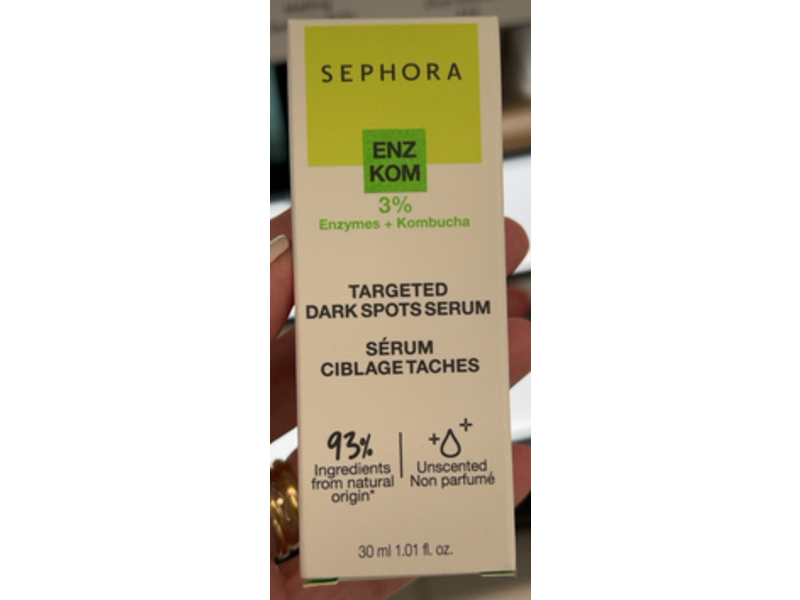 SEPHORA
ENZ
KOM
3%
Enzymes + Kombucha
TARGETED
DARK SPOTS SERUM
SÉRUM
CIBLAGE TACHES
93%
Ingredients
from natural
origin*
Unscented
Non parfumé
30 ml 1.01 fl. oz.